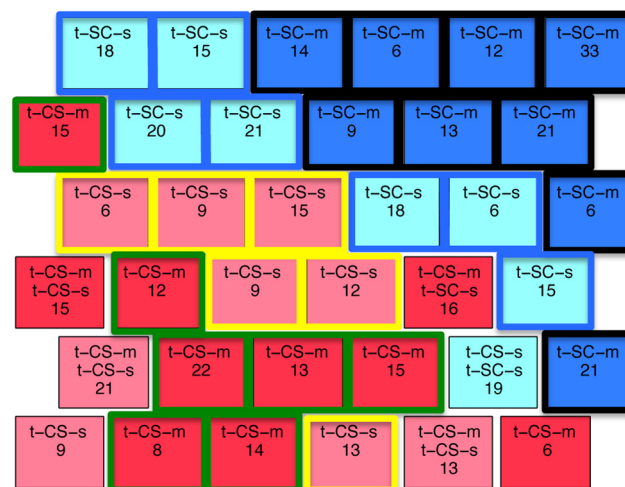 t–SC–s t–SC–s t–SC–m t–SC–m t–SC–m t–SC–m
18 15 14 6 12 33
t–CS–m t–SC–s t–SC–s t–SC–m t–SC–m t–SC–m
15 20 21 9 13 21
t–CS–s t–CS–s t–CS–s t–SC–s t–SC–s t–SC–m
6 9 15 18 6 6
t–CS–m t–CS–m t–CS–s t–CS–s t–CS–m t–SC–s
t–CS–s 12 9 12 t–SC–s 15
15 16
t–CS–m t–CS–m t–CS–m t–CS–m t–CS–s t–SC–m
t–CS–s 22 13 15 t–SC–s 21
21 19
t–CS–s t–CS–m t–CS–m t–CS–s t–CS–m t–CS–m
9 8 14 13 t–CS–s 6
13